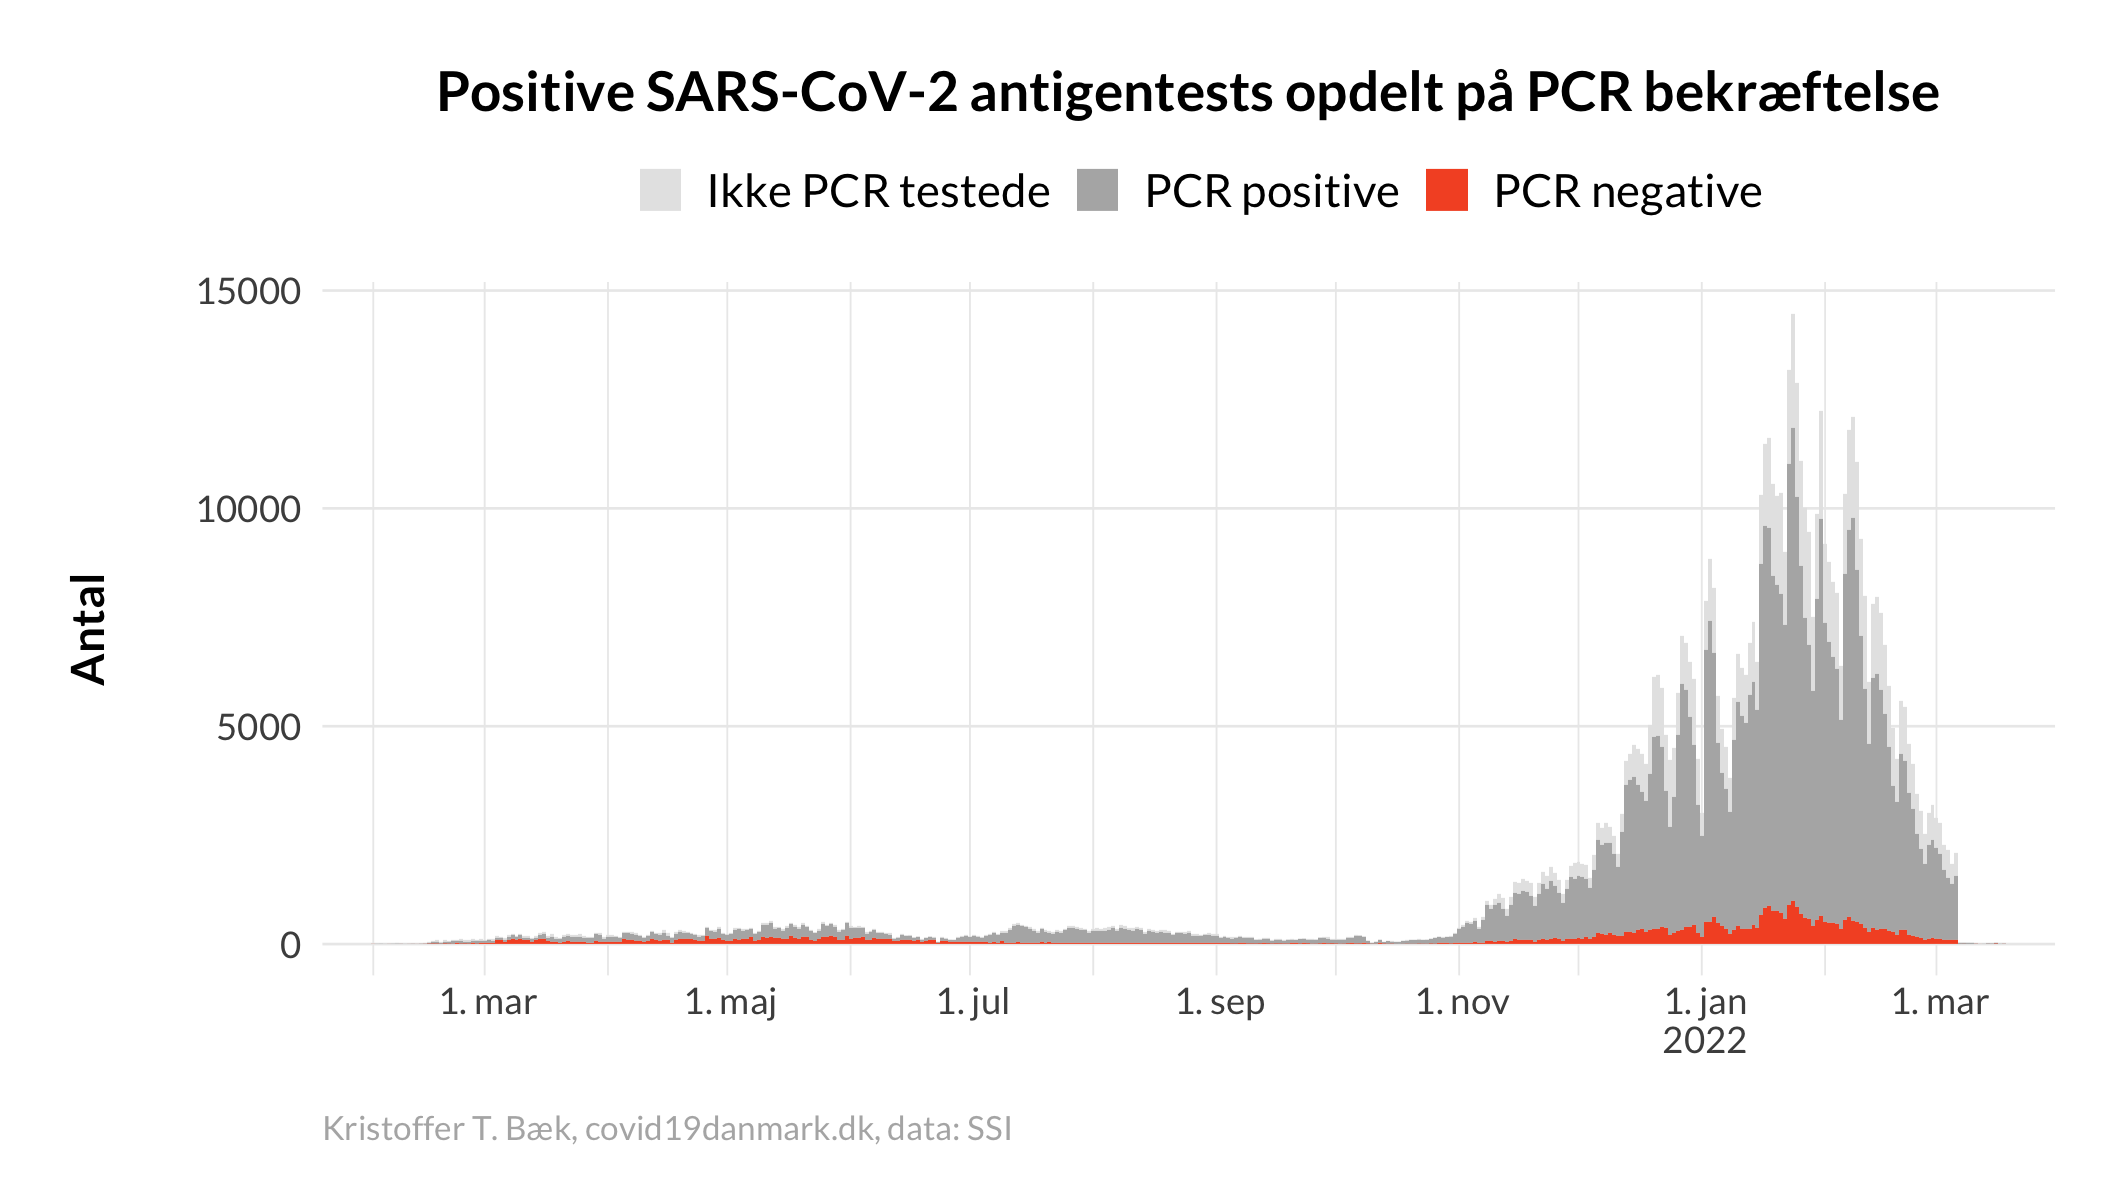 Positive SARS-CoV-2 antigentests opdelt på PCR bekræftelse
Ikke PCR testede PCR positive PCR negative
15000
10000
5000
0
Antal
1. mar 1. maj 1. jul 1. sep 1. nov 1. jan 1. mar
2022
Kristoffer T. Bæk, covid19danmark.dk, data: SSI